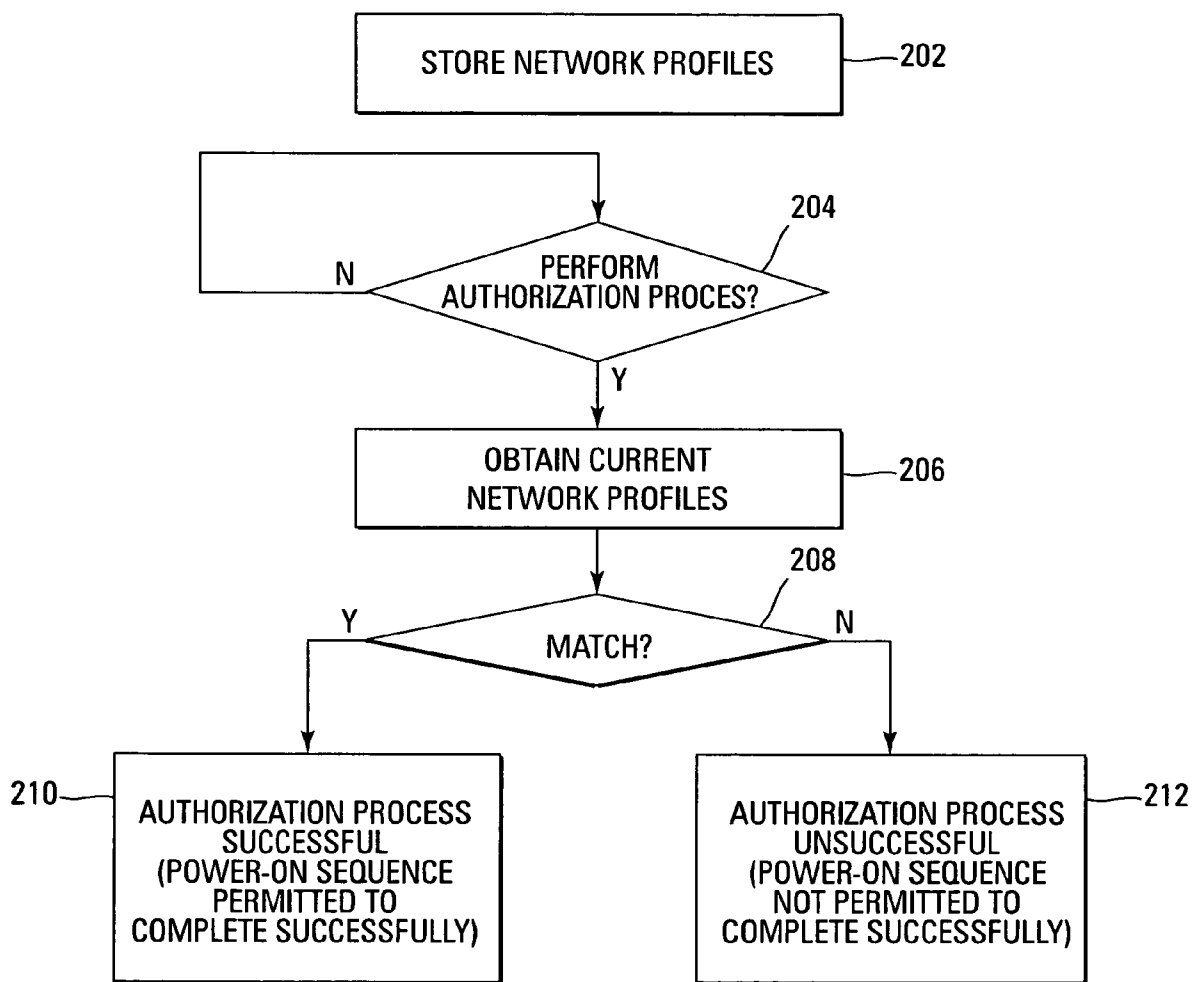 STORE NETWORK PROFILES
202
204
PERFORM
AUTHORIZATION PROCES?
N
Y
OBTAIN CURRENT
NETWORK PROFILES
206
208
Y
MATCH?
N
210
AUTHORIZATION PROCESS
SUCCESSFUL
(POWER-ON SEQUENCE
PERMITTED TO
COMPLETE SUCCESSFULLY)
AUTHORIZATION PROCESS
UNSUCCESSFUL
(POWER-ON SEQUENCE
NOT PERMITTED TO
COMPLETE SUCCESSFULLY)
212